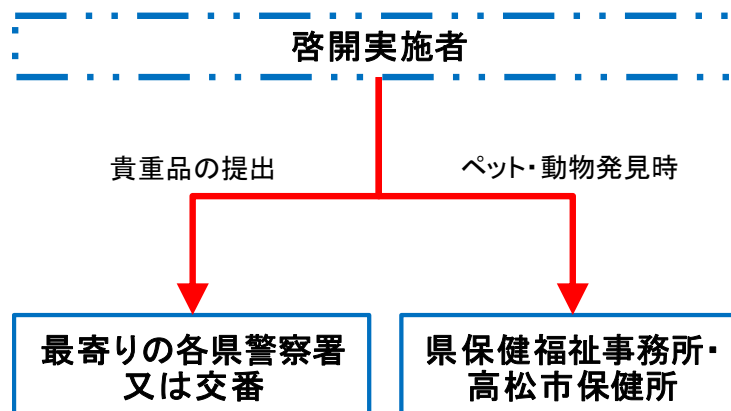 啓開実施者
貴重品の提出
ペット・動物発見時
最寄りの各県警察署
又は交番
県保健福祉事務所・
高松市保健所